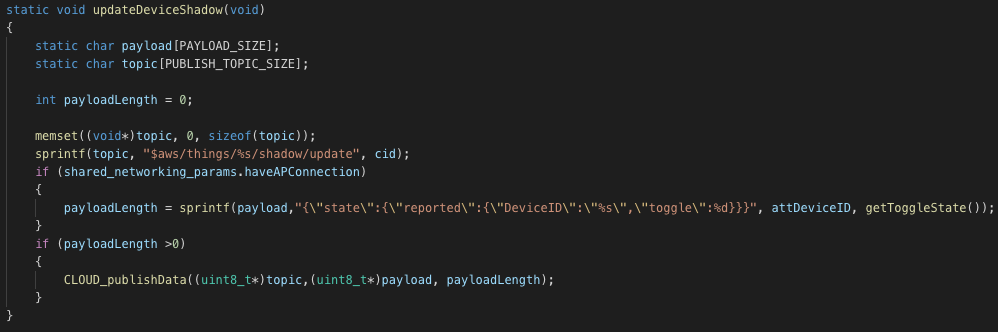 static void updateDeviceShadow(void)
{
    static char payload[PAYLOAD_SIZE];
    static char topic[PUBLISH_TOPIC_SIZE];

    int payloadLength = 0;

    memset((void*)topic, 0, sizeof(topic));
    sprintf(topic, "$aws/things/%s/shadow/update", cid);
    if (shared_networking_params.haveAPConnection)
    {
        payloadLength = sprintf(payload,"{\"state\":{\"reported\":{\"DeviceID\":\"%s\",\"toggle\":%d}}}", attDeviceID, getToggleState());
    }
    if (payloadLength >0)
    {
        CLOUD_publishData((uint8_t*)topic,(uint8_t*)payload, payloadLength);
    }
}